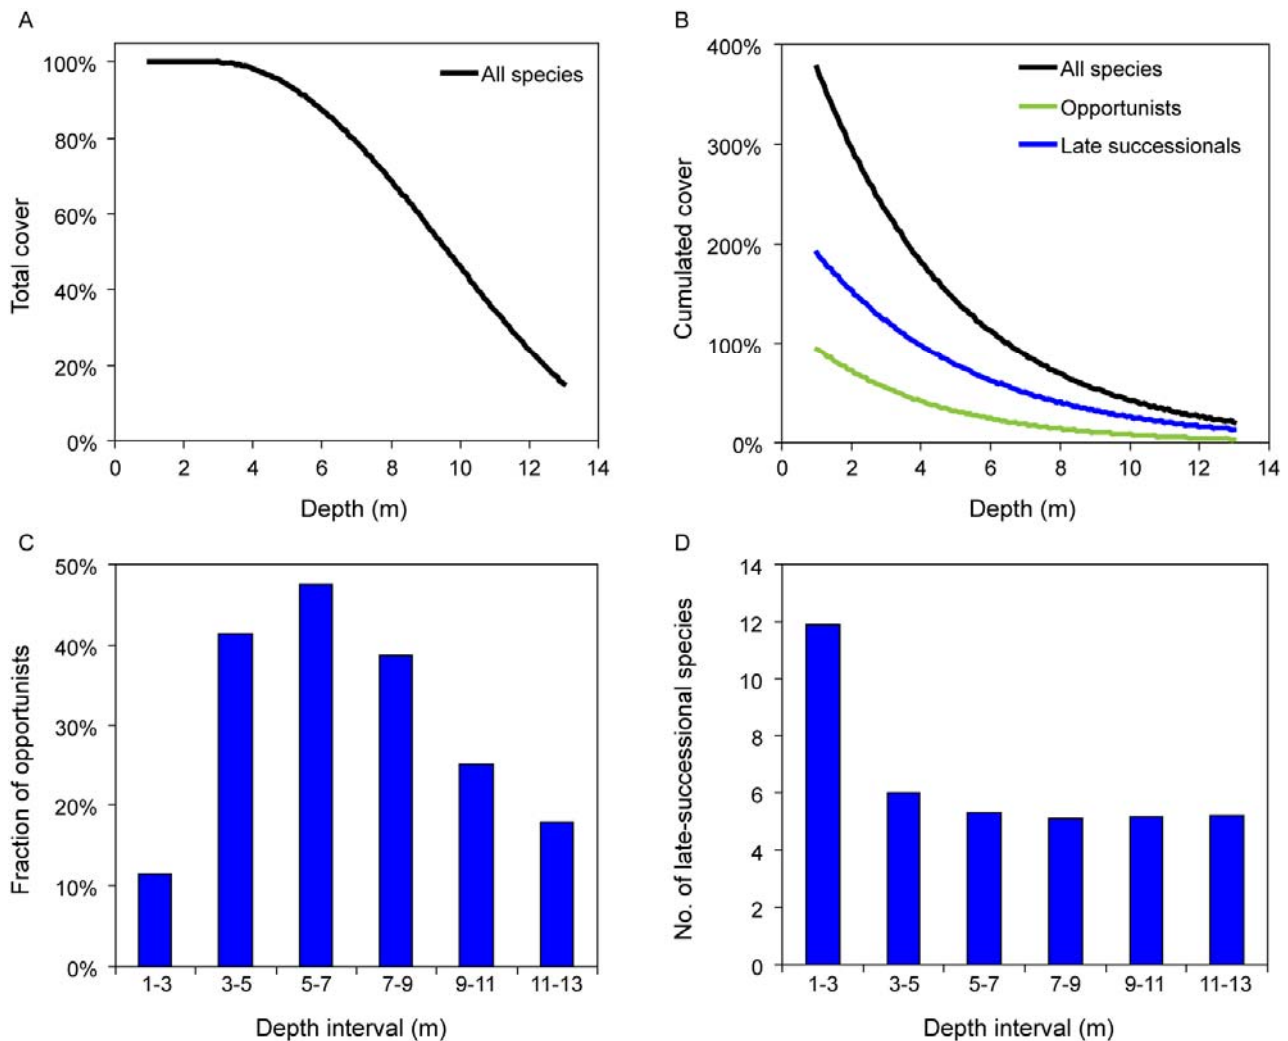 A
100%
80%
60%
40%
20%
0%
0 2 4 6 8 10 12 14
Total cover
Depth (m)
All species
B
400%
300%
200%
100%
0%
0 2 4 6 8 10 12 14
Cumulated cover
Depth (m)
All species
Opportunists
Late successionals
C
50%
40%
30%
20%
10%
0%
1-3 3-5 5-7 7-9 9-11 11-13
Fraction of opportunists
Depth interval (m)
D
14
12
10
8
6
4
2
0
1-3 3-5 5-7 7-9 9-11 11-13
No. of late-successional species
Depth interval (m)